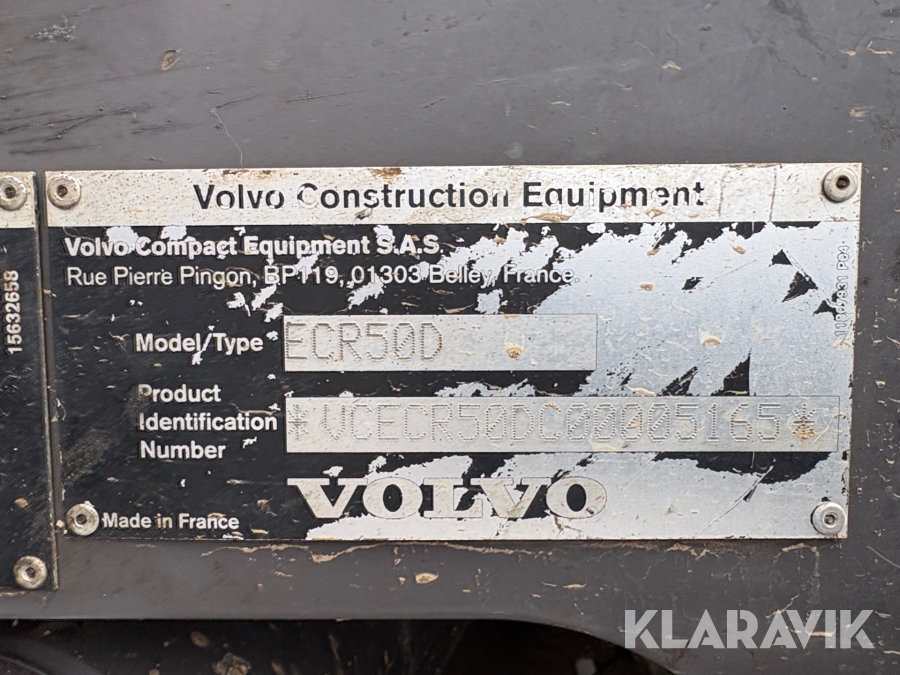 Volvo Construction Equipment
Volvo Compact Equipment S.A.S.
Rue Pierre Pingon, BP119, 01303 Belley, France
Model/Type ECR50D
Product
Identification
Number
*VCECR50DC00005165*
VOLVO
Made in France
15632658
P04
KLARAVIK